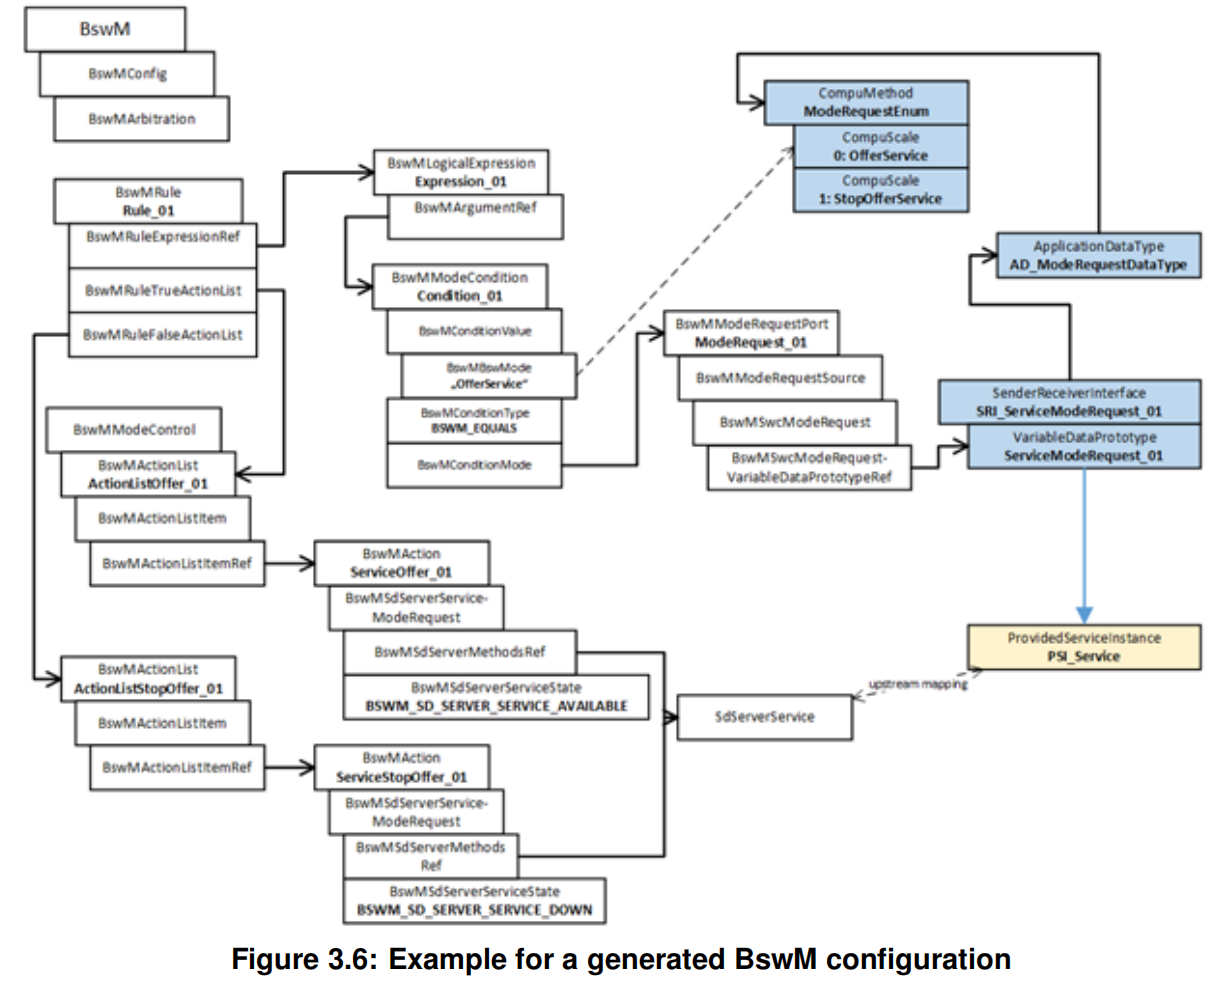 BswM
BswMConfig
BswMArbitration
BswMRule
Rule_01
BswMRuleExpressionRef
BswMRuleTrueActionList
BswMRuleFalseActionList
BswMLogicalExpression
Expression_01
BswMArgumentRef
BswMModeCondition
Condition_01
BswMConditionValue
BswMBswMode
„OfferService“
BswMConditionType
BSWM_EQUALS
BswMConditionMode
CompuMethod
ModeRequestEnum
CompuScale
0: OfferService
CompuScale
1: StopOfferService
ApplicationDataType
AD_ModeRequestDataType
BswMModeRequestPort
ModeRequest_01
BswMModeRequestSource
BswMSwcModeRequest
BswMSwcModeRequest-
VariableDataPrototypeRef
SenderReceiverInterface
SRI_ServiceModeRequest_01
VariableDataPrototype
ServiceModeRequest_01
BswMModeControl
BswMActionList
ActionListOffer_01
BswMActionListItem
BswMActionListItemRef
BswMAction
ServiceOffer_01
BswMSdServerService-
ModeRequest
BswMSdServerMethodsRef
BswMSdServerServiceState
BSWM_SD_SERVER_SERVICE_AVAILABLE
ProvidedServiceInstance
PSI_Service
upstream mapping
SdServerService
BswMActionList
ActionListStopOffer_01
BswMActionListItem
BswMActionListItemRef
BswMAction
ServiceStopOffer_01
BswMSdServerService-
ModeRequest
BswMSdServerMethods
Ref
BswMSdServerServiceState
BSWM_SD_SERVER_SERVICE_DOWN
Figure 3.6: Example for a generated BswM configuration